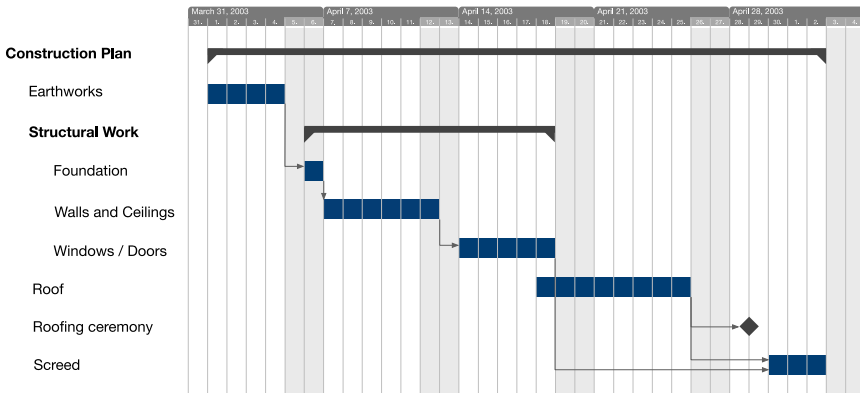 March 31, 2003 April 7, 2003 April 14, 2003 April 21, 2003 April 28, 2003
31. 1. 2. 3. 4. 5. 6. 7. 8. 9. 10. 11. 12. 13. 14. 15. 16. 17. 18. 19. 20. 21. 22. 23. 24. 25. 26. 27. 28. 29. 30. 1. 2. 3. 4.
Construction Plan
Earthworks
Structural Work
Foundation
Walls and Ceilings
Windows / Doors
Roof
Roofing ceremony
Screed